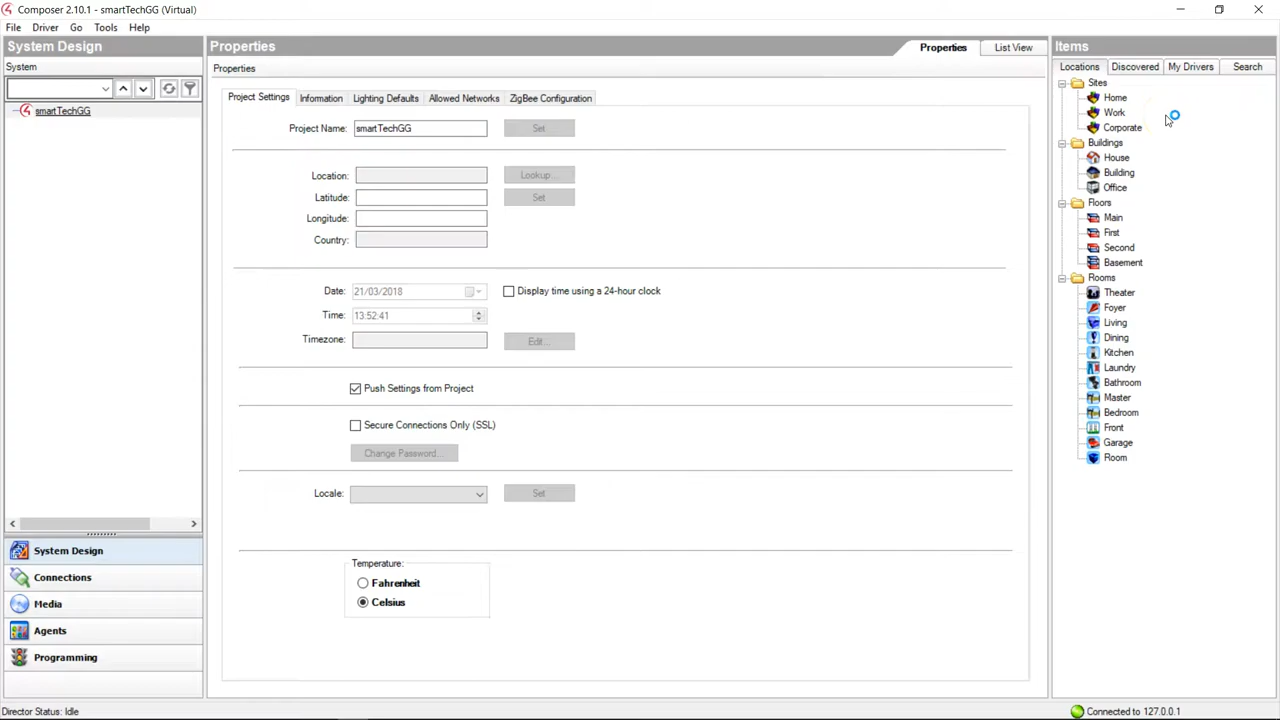 Composer 2.10.1 - smartTechGG (Virtual)
File Driver Go Tools Help
System Design
System
smartTechGG
System Design
Connections
Media
Agents
Programming
Properties
Properties List View
Properties
Project Settings Information Lighting Defaults Allowed Networks ZigBee Configuration
Project Name: smartTechGG Set
Location: Lookup...
Latitude: Set
Longitude:
Country:
Date: 21/03/2018 Display time using a 24-hour clock
Time: 13:52:41
Timezone: Edit...
Push Settings from Project
Secure Connections Only (SSL)
Change Password...
Locale: Set
Temperature:
Fahrenheit
Celsius
Items
Locations Discovered My Drivers Search
Sites
Home
Work
Corporate
Buildings
House
Building
Office
Floors
Main
First
Second
Basement
Rooms
Theater
Foyer
Living
Dining
Kitchen
Laundry
Bathroom
Master
Bedroom
Front
Garage
Room
Director Status: Idle
Connected to 127.0.0.1